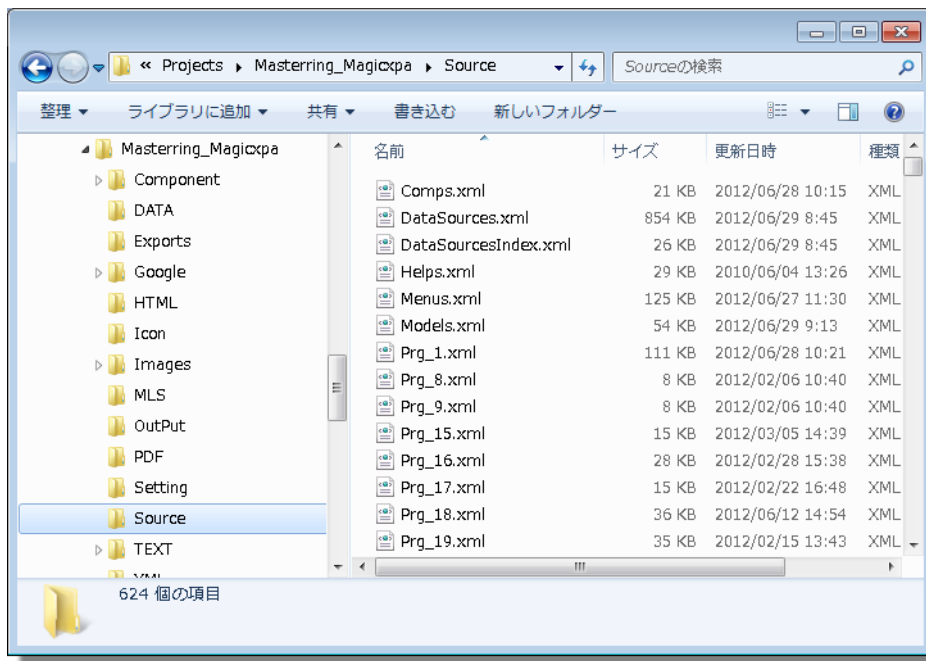 « Projects Masterring_Magicxpa Source Sourceの検索
整理 ライブラリに追加 共有 書き込む 新しいフォルダー
Masterring_Magicxpa
Component
DATA
Exports
Google
HTML
Icon
Images
MLS
OutPut
PDF
Setting
Source
TEXT
XML
名前 サイズ 更新日時 種類
Comps.xml 21 KB 2012/06/28 10:15 XML
DataSources.xml 854 KB 2012/06/29 8:45 XML
DataSourcesIndex.xml 26 KB 2012/06/29 8:45 XML
Helps.xml 29 KB 2010/06/04 13:26 XML
Menus.xml 125 KB 2012/06/27 11:30 XML
Models.xml 54 KB 2012/06/29 9:13 XML
Prg_1.xml 111 KB 2012/06/28 10:21 XML
Prg_8.xml 8 KB 2012/02/06 10:40 XML
Prg_9.xml 8 KB 2012/02/06 10:40 XML
Prg_15.xml 15 KB 2012/03/05 14:39 XML
Prg_16.xml 28 KB 2012/02/28 15:38 XML
Prg_17.xml 15 KB 2012/02/22 16:48 XML
Prg_18.xml 36 KB 2012/06/12 14:54 XML
Prg_19.xml 35 KB 2012/02/15 13:43 XML
624 個の項目